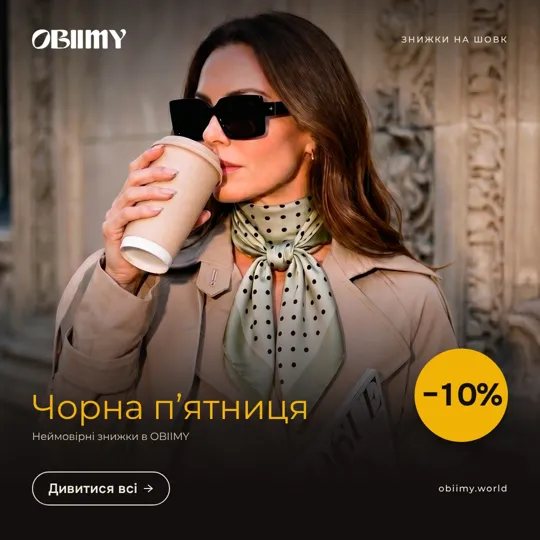 OBIIMY
ЗНИЖКИ НА ШОВК
−10%
Чорна п’ятниця
Неймовірні знижки в OBIIMY
Дивитися всі →
obiimy.world